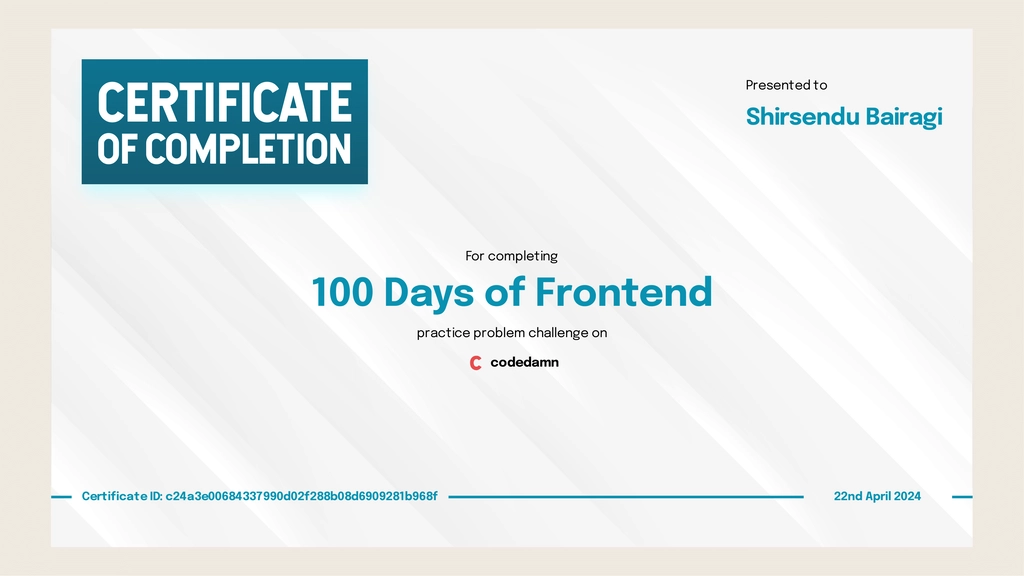 CERTIFICATE
OF COMPLETION
Presented to
Shirsendu Bairagi
For completing
100 Days of Frontend
practice problem challenge on
codedamn
Certificate ID: c24a3e00684337990d02f288b08d6909281b968f
22nd April 2024